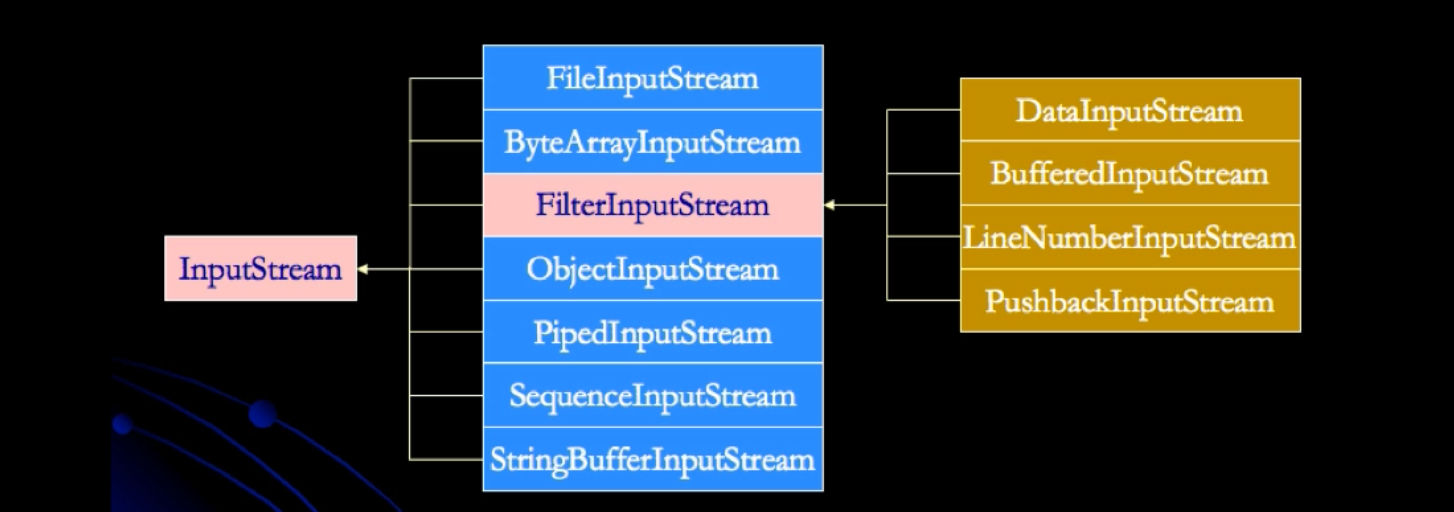 InputStream
FileInputStream
ByteArrayInputStream
FilterInputStream
ObjectInputStream
PipedInputStream
SequenceInputStream
StringBufferInputStream
DataInputStream
BufferedInputStream
LineNumberInputStream
PushbackInputStream